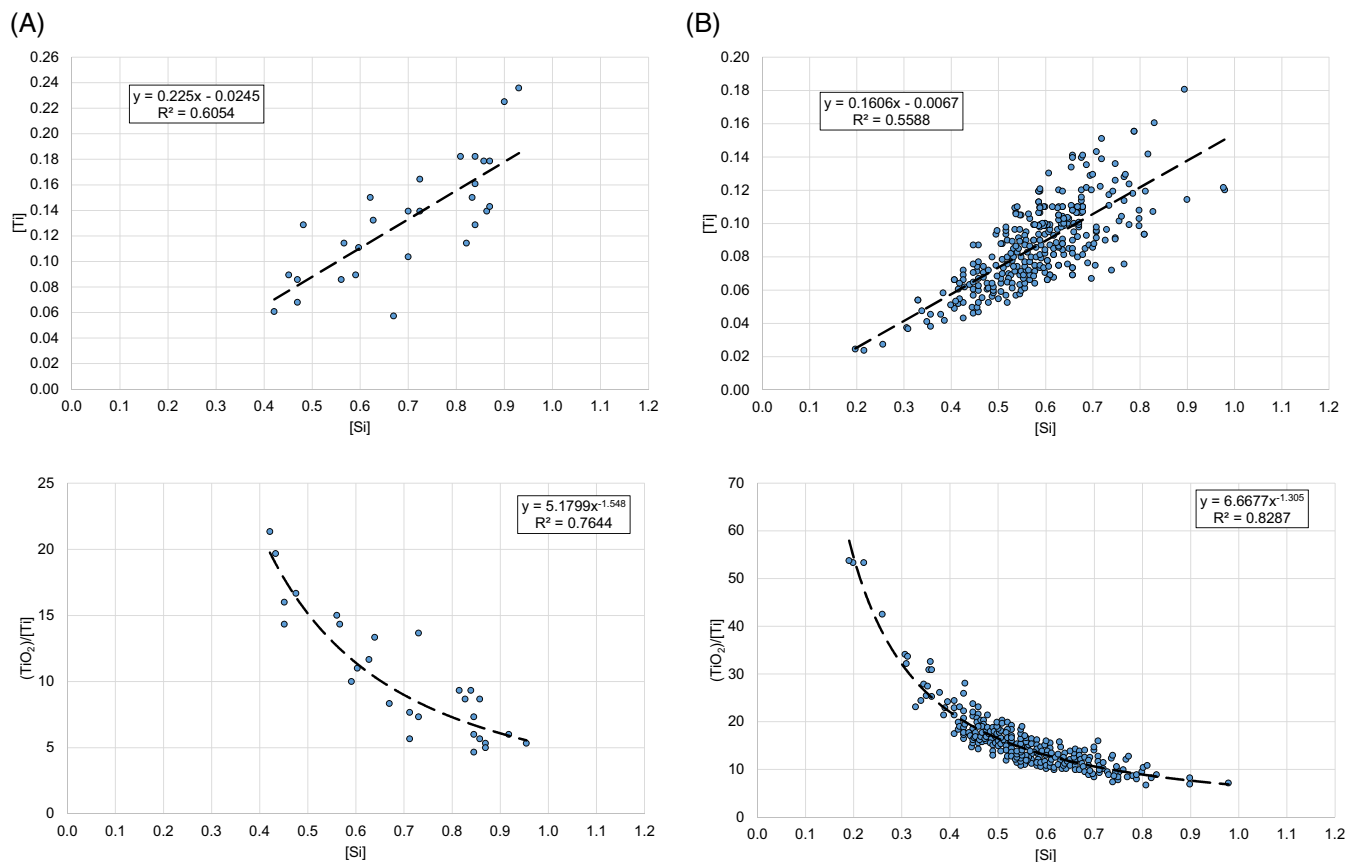 (A)
0.26
0.24
0.22
0.20
0.18
0.16
0.14
0.12
0.10
0.08
0.06
0.04
0.02
0.00
[Ti]
y = 0.225x - 0.0245
R² = 0.6054
0.0 0.1 0.2 0.3 0.4 0.5 0.6 0.7 0.8 0.9 1.0 1.1 1.2
[Si]
(B)
0.20
0.18
0.16
0.14
0.12
0.10
0.08
0.06
0.04
0.02
0.00
[Ti]
y = 0.1606x - 0.0067
R² = 0.5588
0.0 0.1 0.2 0.3 0.4 0.5 0.6 0.7 0.8 0.9 1.0 1.1 1.2
[Si]
25
20
15
10
5
0
(TiO₂)/[Ti]
y = 5.1799x⁻¹·⁵⁴⁸
R² = 0.7644
0.0 0.1 0.2 0.3 0.4 0.5 0.6 0.7 0.8 0.9 1.0 1.1 1.2
[Si]
70
60
50
40
30
20
10
0
(TiO₂)/[Ti]
y = 6.6677x⁻¹·³⁰⁵
R² = 0.8287
0.0 0.1 0.2 0.3 0.4 0.5 0.6 0.7 0.8 0.9 1.0 1.1 1.2
[Si]